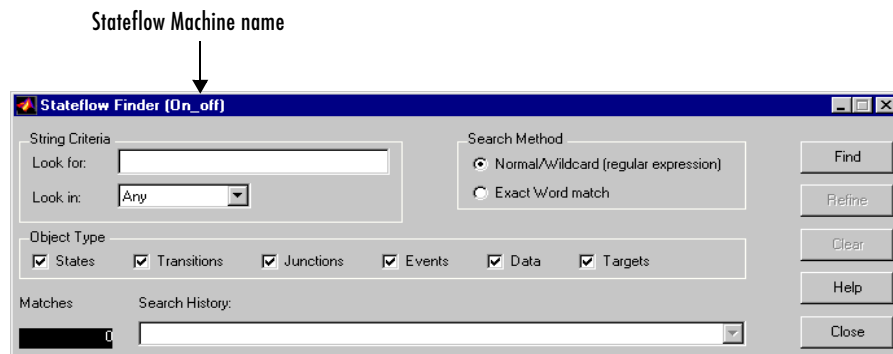 Stateflow Machine name
Stateflow Finder (On_off)
String Criteria
Look for:
Look in: Any
Search Method
Normal/Wildcard (regular expression)
Exact Word match
Find
Refine
Clear
Help
Close
Object Type
States Transitions Junctions Events Data Targets
Matches
0
Search History: